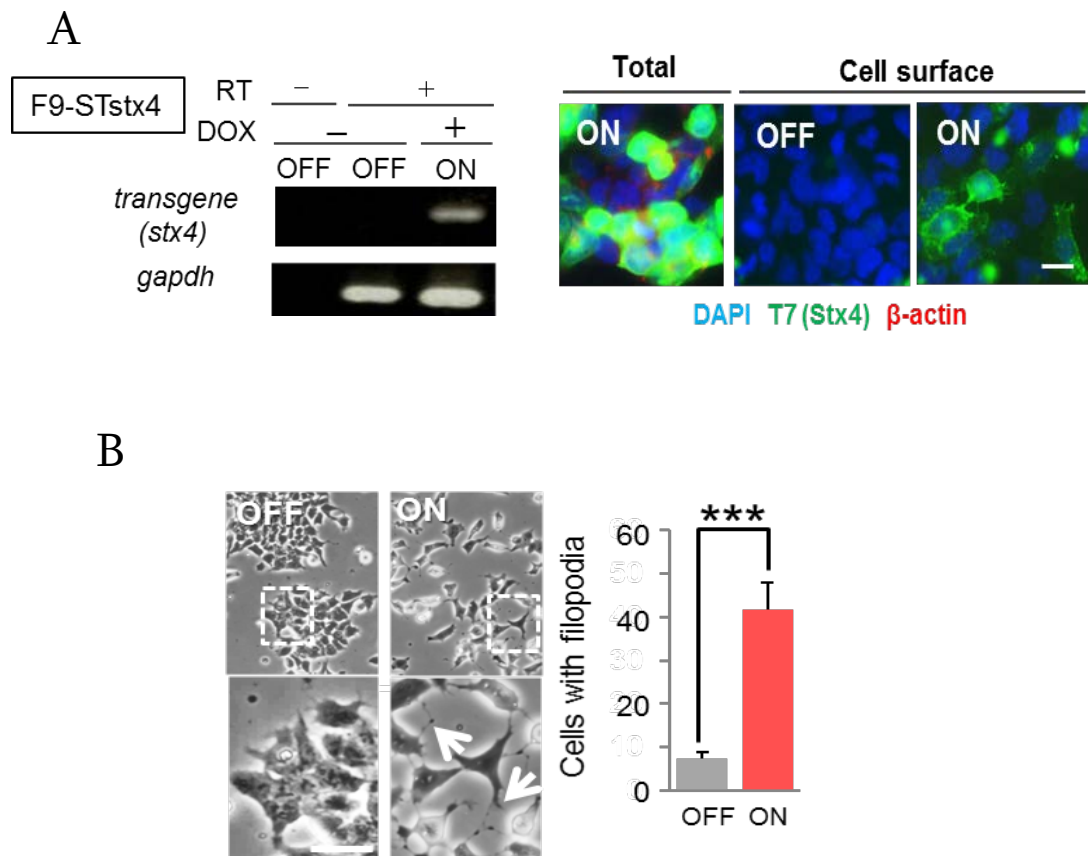 A
F9-STstx4
RT − +
DOX − +
OFF OFF ON
transgene
(stx4)
gapdh
Total Cell surface
ON OFF ON
DAPI T7 (Stx4) β-actin
B
OFF ON
***
Cells with filopodia
60
50
40
30
20
10
0
OFF ON